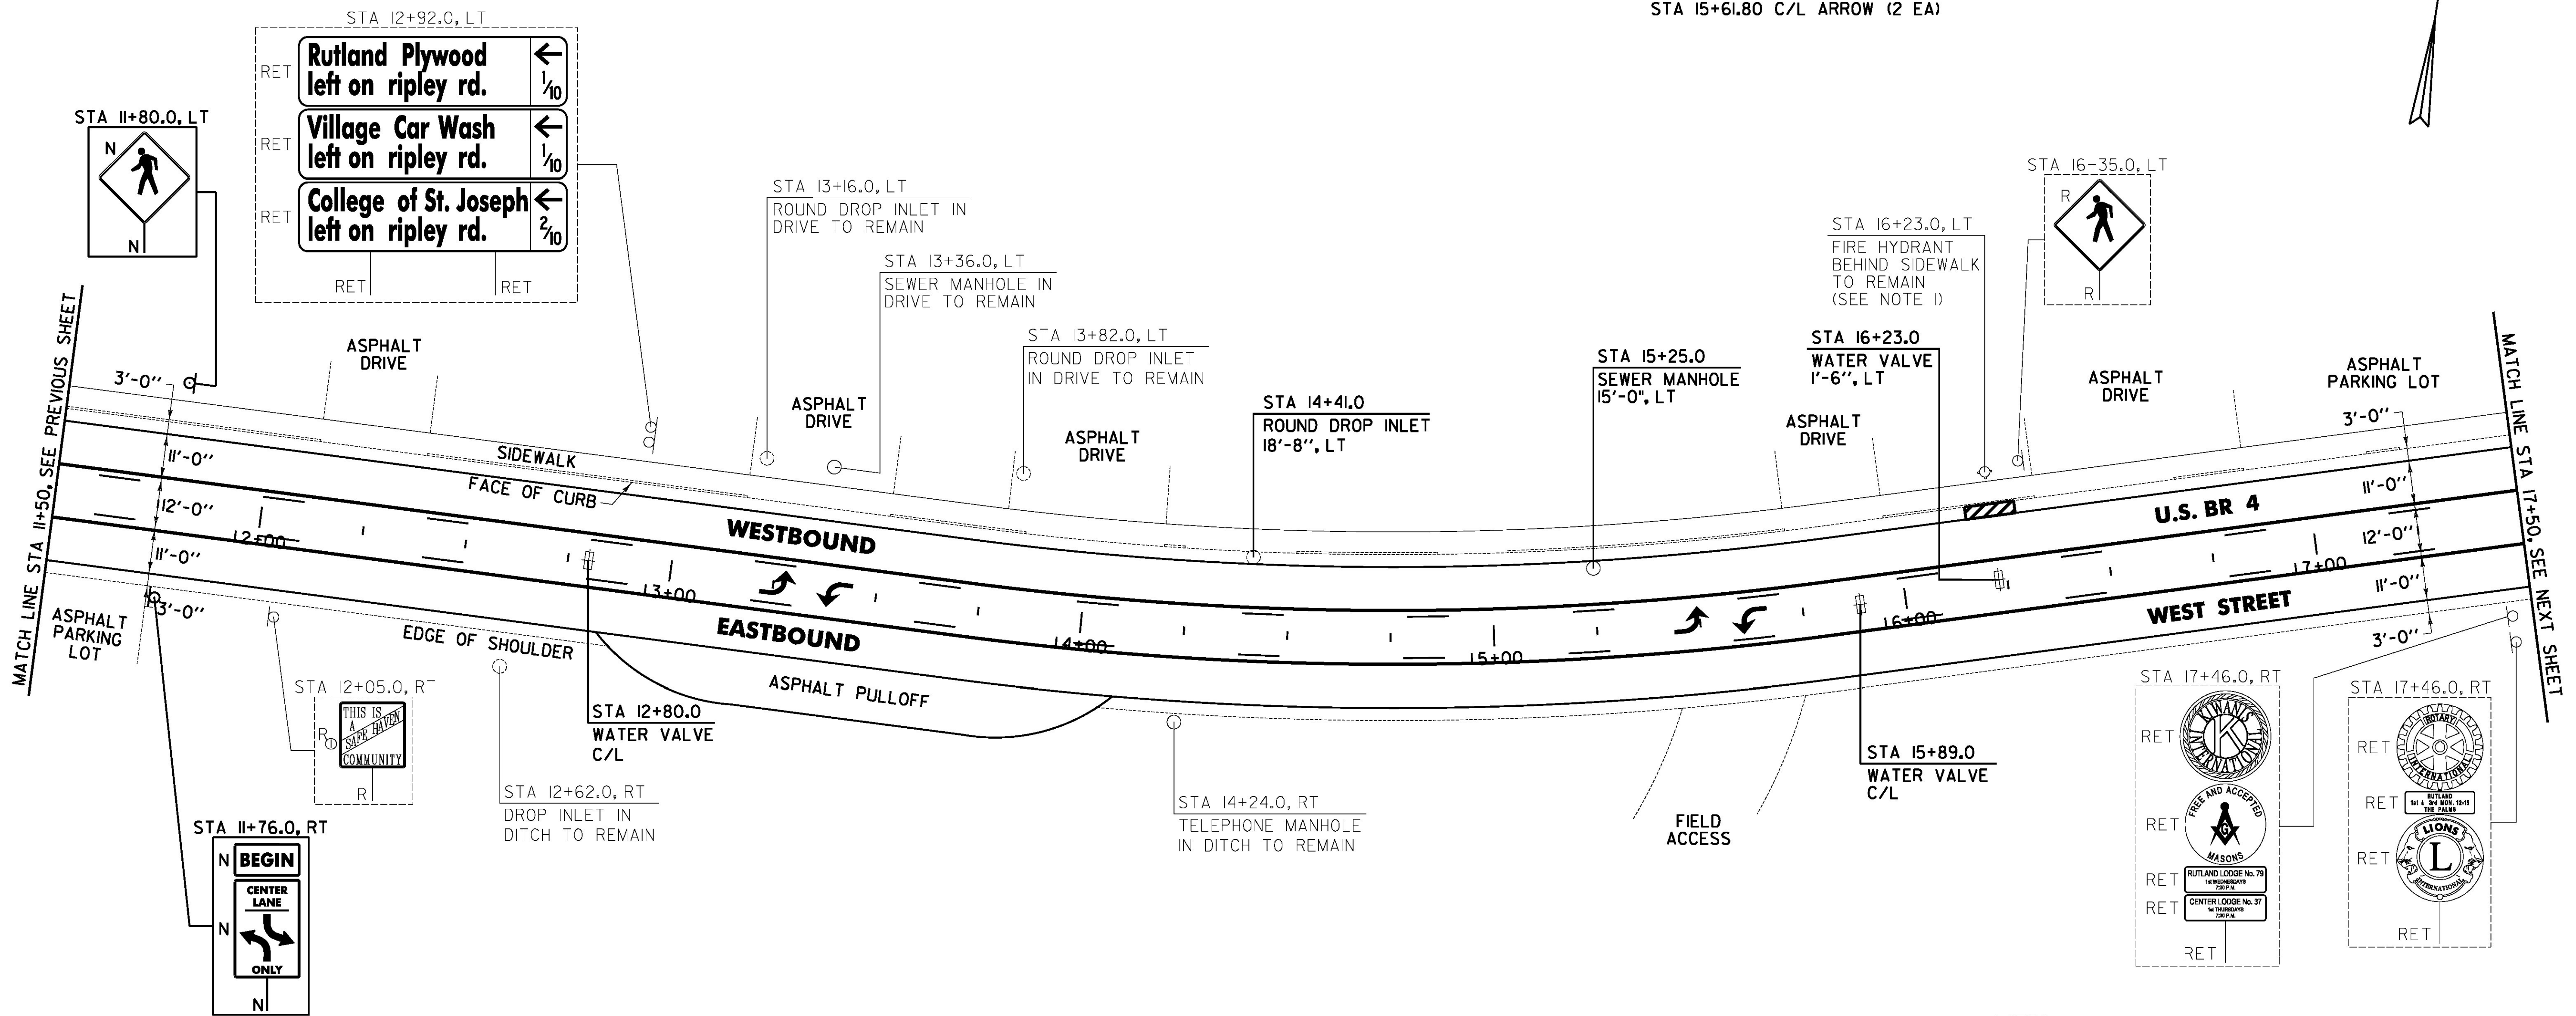 STA 15+61.80 C/L ARROW (2 EA)
STA 12+92.0, LT
RET
Rutland Plywood
left on ripley rd.
←
1/10
RET
Village Car Wash
left on ripley rd.
←
1/10
RET
College of St. Joseph
left on ripley rd.
←
2/10
RET
RET
STA 11+80.0, LT
N
N
STA 13+16.0, LT
ROUND DROP INLET IN
DRIVE TO REMAIN
STA 13+36.0, LT
SEWER MANHOLE IN
DRIVE TO REMAIN
STA 13+82.0, LT
ROUND DROP INLET
IN DRIVE TO REMAIN
STA 14+41.0
ROUND DROP INLET
18'-8", LT
STA 15+25.0
SEWER MANHOLE
15'-0", LT
STA 16+23.0, LT
FIRE HYDRANT
BEHIND SIDEWALK
TO REMAIN
(SEE NOTE 1)
STA 16+23.0
WATER VALVE
1'-6", LT
STA 16+35.0, LT
R
R
MATCH LINE STA 11+50, SEE PREVIOUS SHEET
ASPHALT
DRIVE
ASPHALT
DRIVE
ASPHALT
DRIVE
ASPHALT
DRIVE
ASPHALT
DRIVE
ASPHALT
PARKING LOT
MATCH LINE STA 17+50, SEE NEXT SHEET
3'-0"
11'-0"
12'-0"
11'-0"
3'-0"
SIDEWALK
FACE OF CURB
WESTBOUND
EASTBOUND
12+00
13+00
14+00
15+00
16+00
17+00
U.S. BR 4
WEST STREET
3'-0"
11'-0"
12'-0"
11'-0"
3'-0"
ASPHALT
PARKING
LOT
EDGE OF SHOULDER
ASPHALT PULLOFF
STA 12+05.0, RT
R
THIS IS
A
SAFE HAVEN
COMMUNITY
R
STA 12+62.0, RT
DROP INLET IN
DITCH TO REMAIN
STA 12+80.0
WATER VALVE
C/L
STA 14+24.0, RT
TELEPHONE MANHOLE
IN DITCH TO REMAIN
FIELD
ACCESS
STA 15+89.0
WATER VALVE
C/L
STA 11+76.0, RT
N
BEGIN
N
CENTER
LANE
ONLY
N
STA 17+46.0, RT
RET
KIWANIS
K
INTERNATIONAL
RET
FREE AND ACCEPTED
G
MASONS
RET
RUTLAND LODGE No. 79
1st WEDNESDAYS
7:30 P.M.
RET
CENTER LODGE No. 37
1st THURSDAYS
7:30 P.M.
RET
STA 17+46.0, RT
RET
ROTARY
INTERNATIONAL
RET
RUTLAND
1st & 3rd MON. 12-15
THE PALMS
RET
LIONS
L
INTERNATIONAL
RET